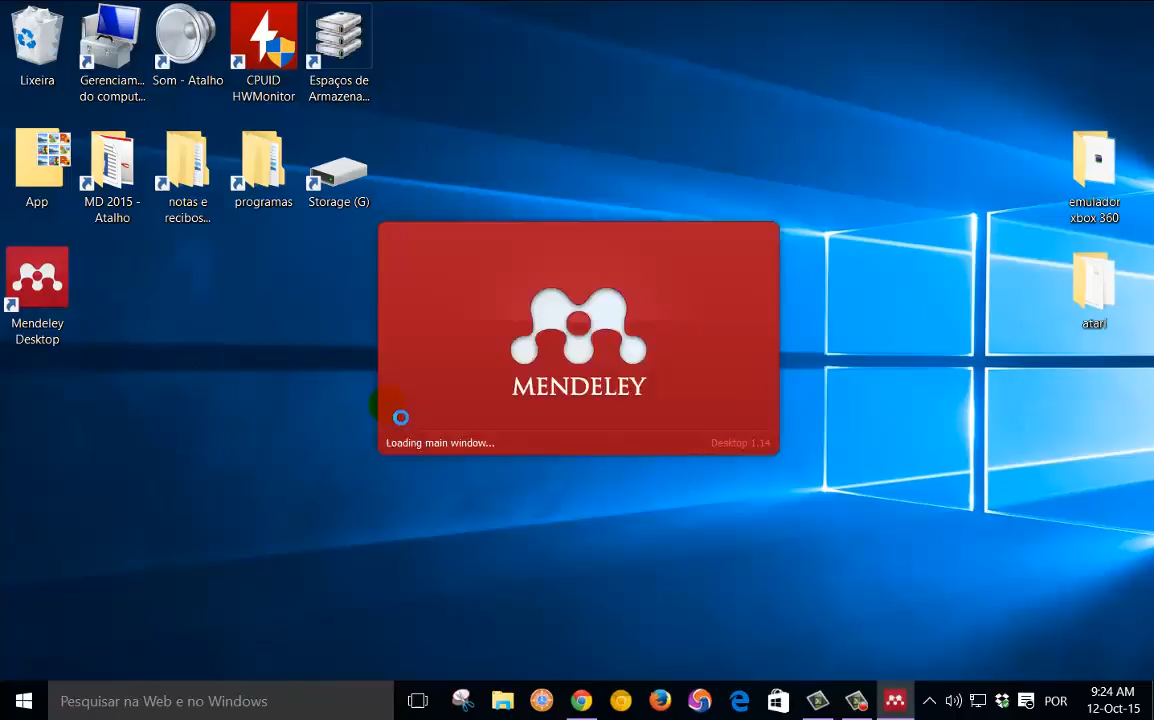 Lixeira
Gerenciam...
do comput...
Som - Atalho
CPUID
HWMonitor
Espaços de
Armazena...
App
MD 2015 -
Atalho
notas e
recibos...
programas
Storage (G)
emulador
xbox 360
atari
Mendeley
Desktop
MENDELEY
Loading main window...
Desktop 1.14
Pesquisar na Web e no Windows
POR
9:24 AM
12-Oct-15